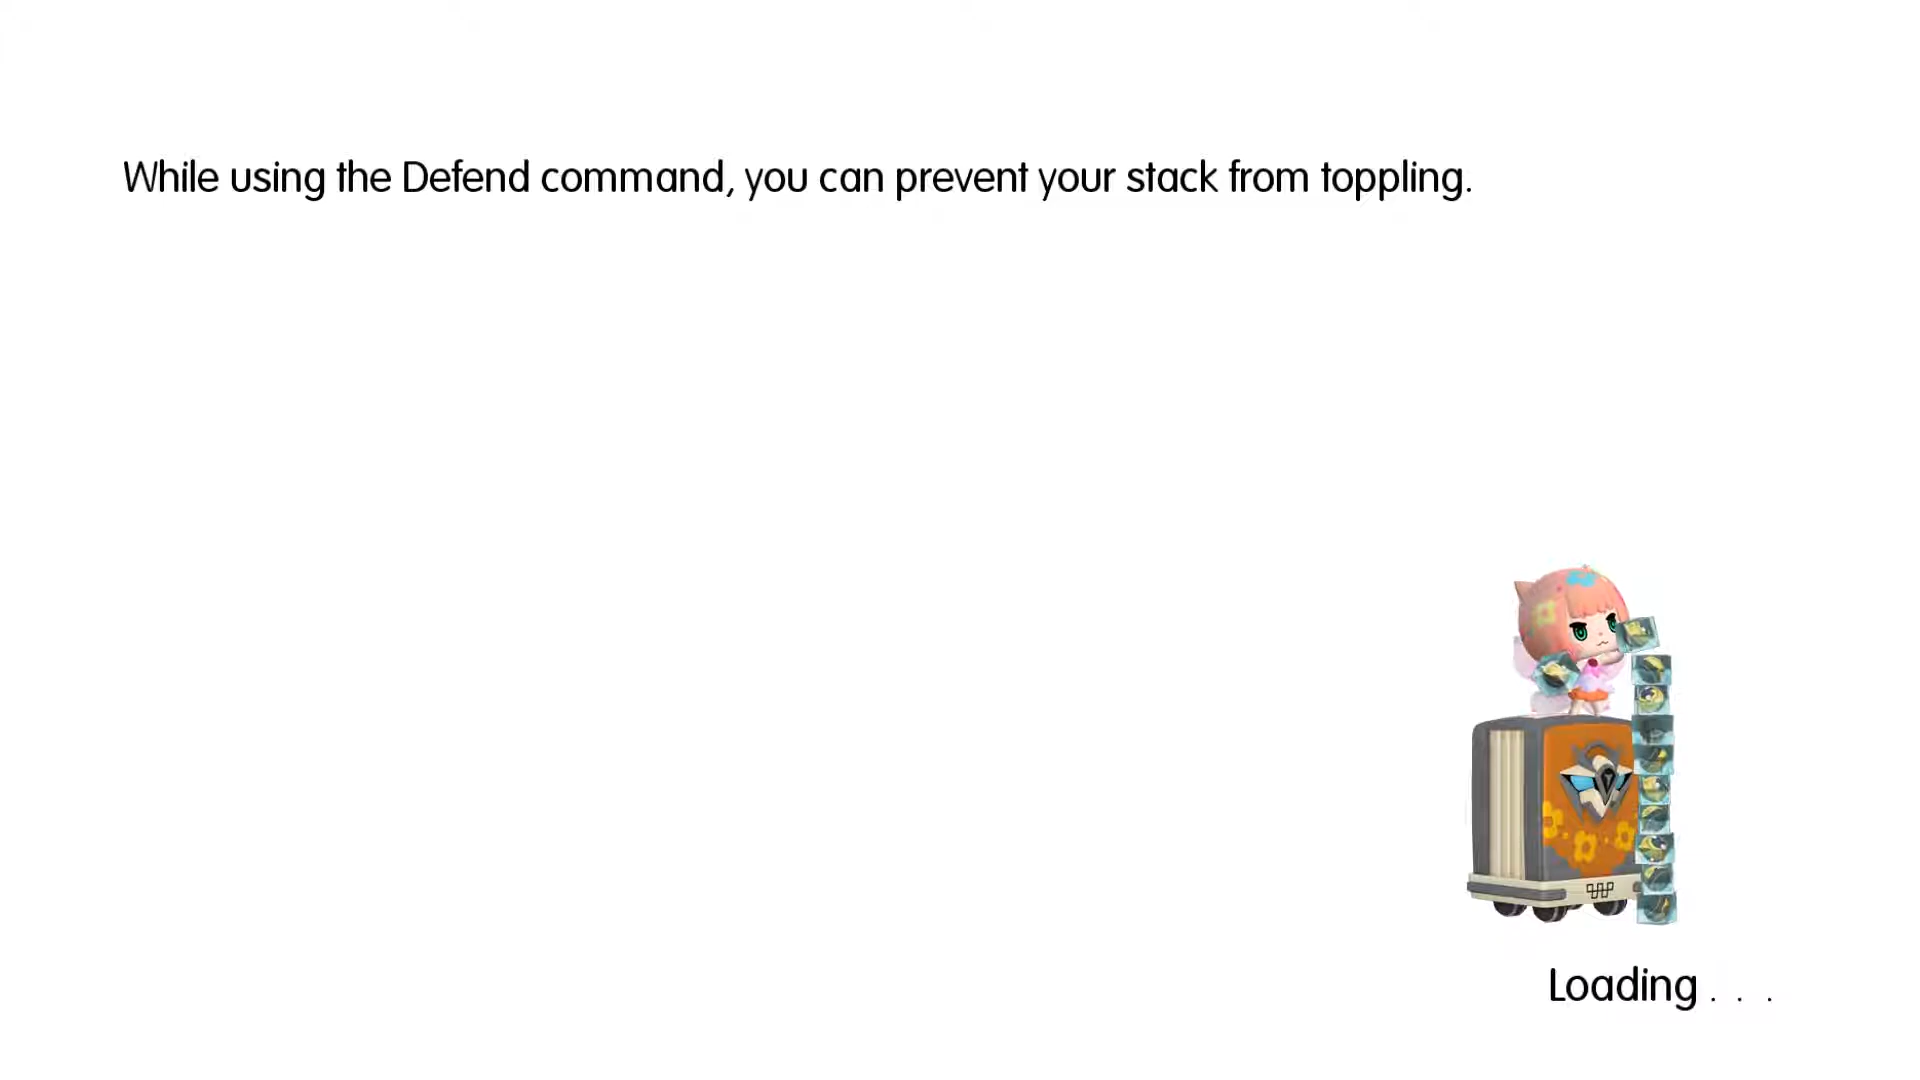 While using the Defend command, you can prevent your stack from toppling.
Loading . . .